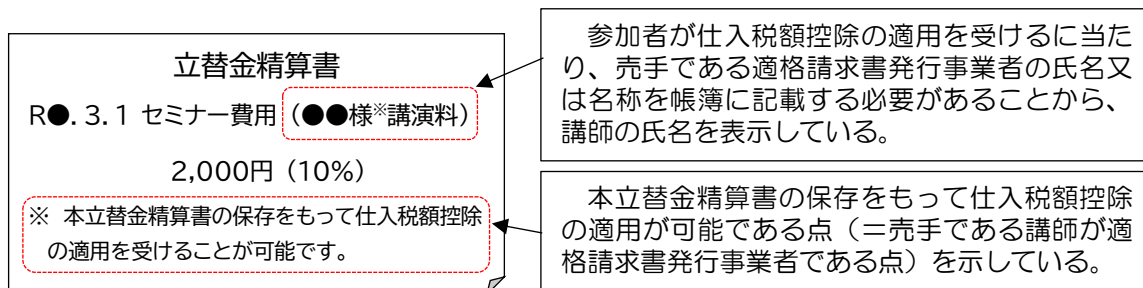 立替金精算書
R●.3.1 セミナー費用（●●様※講演料）
2,000円（10%）
※ 本立替金精算書の保存をもって仕入税額控除
の適用を受けることが可能です。
参加者が仕入税額控除の適用を受けるに当た
り、売手である適格請求書発行事業者の氏名又
は名称を帳簿に記載する必要があることから、
講師の氏名を表示している。
本立替金精算書の保存をもって仕入税額控除
の適用が可能である点（＝売手である講師が適
格請求書発行事業者である点）を示している。